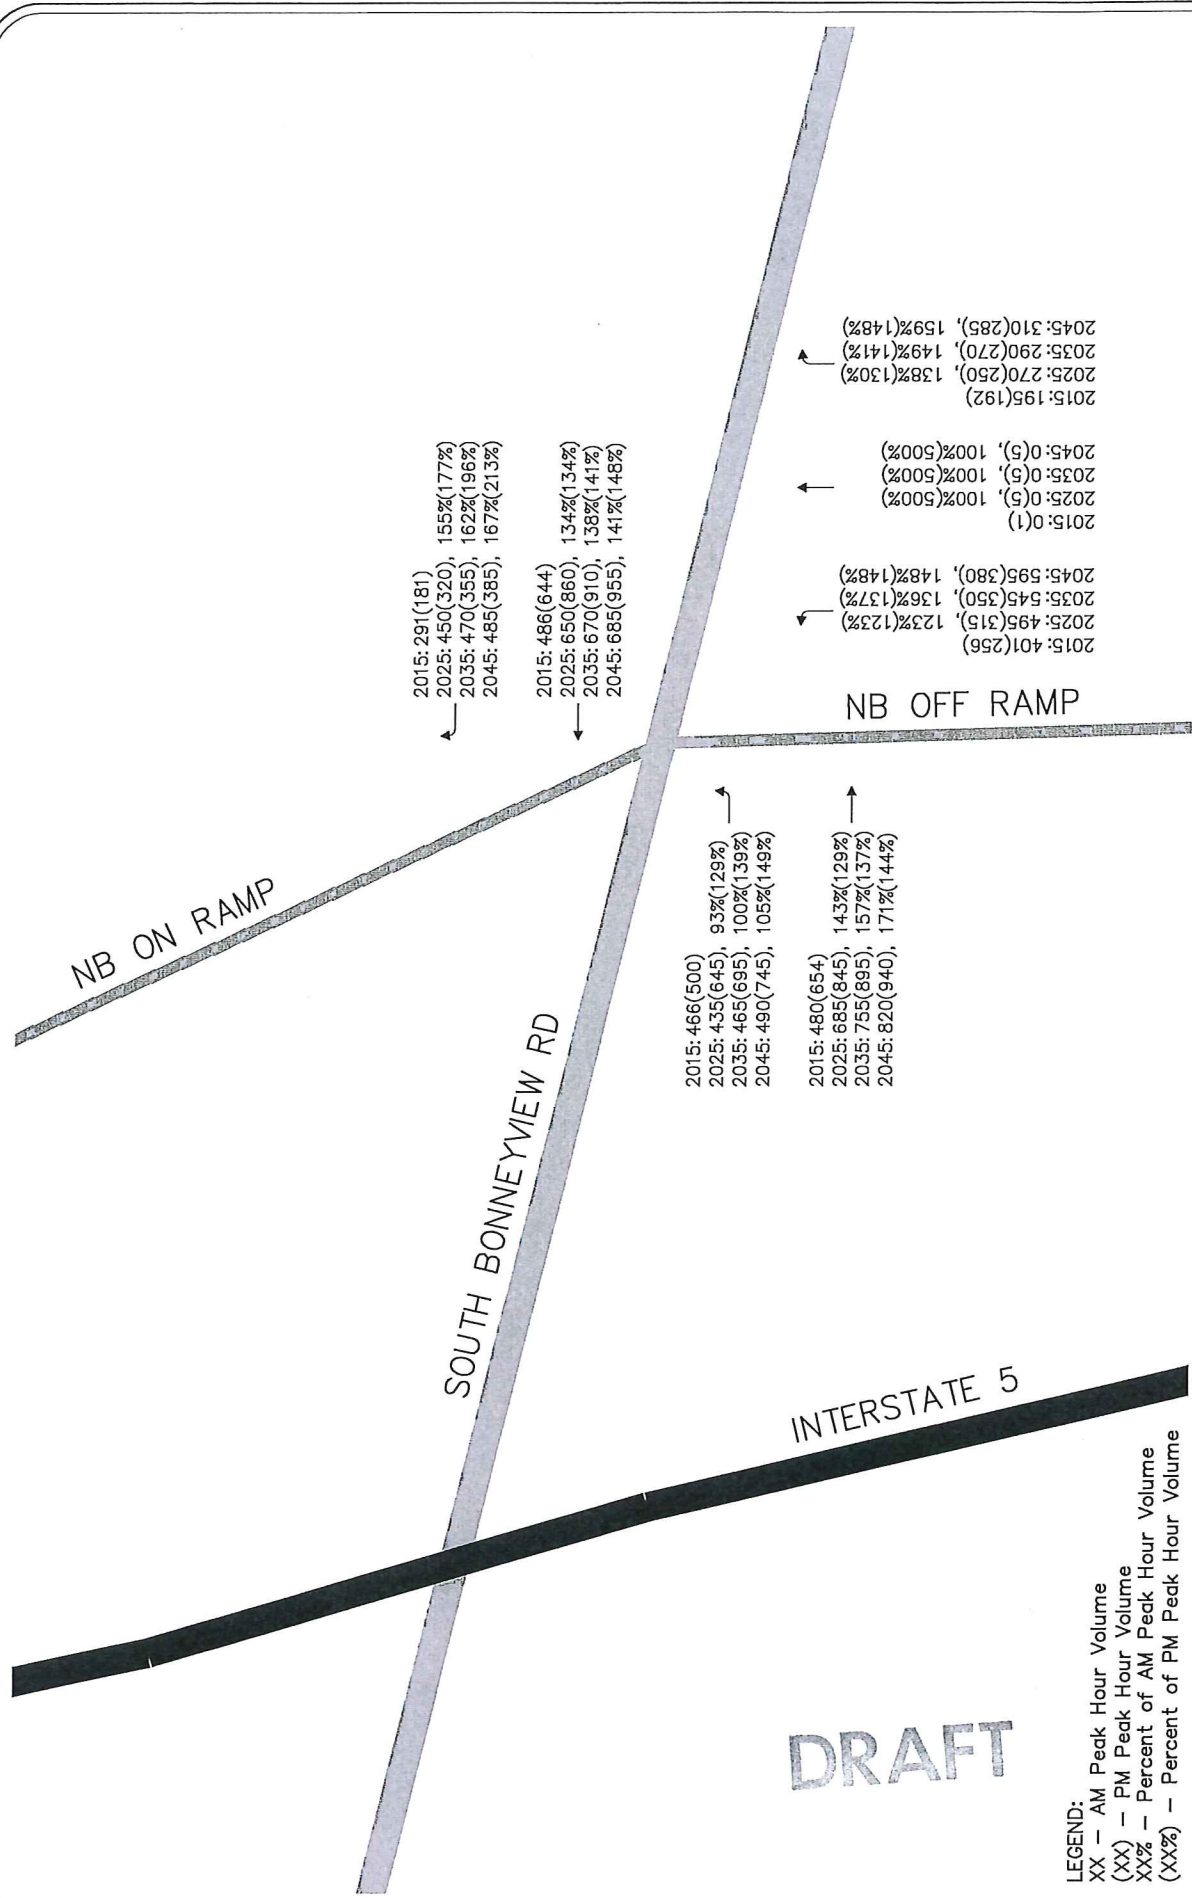 NB ON RAMP
2015: 291(181)
2025: 450(320), 155%(177%)
2035: 470(355), 162%(196%)
2045: 485(385), 167%(213%)
2015: 486(644)
2025: 650(860), 134%(134%)
2035: 670(910), 138%(141%)
2045: 685(955), 141%(148%)
SOUTH BONNEYVIEW RD
2015: 466(500)
2025: 435(645), 93%(129%)
2035: 465(695), 100%(139%)
2045: 490(745), 105%(149%)
2015: 480(654)
2025: 685(845), 143%(129%)
2035: 755(895), 157%(137%)
2045: 820(940), 171%(144%)
NB OFF RAMP
2015: 401(256)
2025: 495(315), 123%(123%)
2035: 545(350), 136%(137%
2045: 595(380), 148%(148%)
2015: 0(1)
2025: 0(5), 100%(500%)
2035: 0(5), 100%(500%)
2045: 0(5), 100%(500%)
2015: 195(192)
2025: 270(250), 138%(130%)
2035: 290(270), 149%(141%)
2045: 310(285), 159%(148%)
INTERSTATE 5
DRAFT
LEGEND:
XX – AM Peak Hour Volume
(XX) – PM Peak Hour Volume
XX% – Percent of AM Peak Hour Volume
(XX%) – Percent of PM Peak Hour Volume